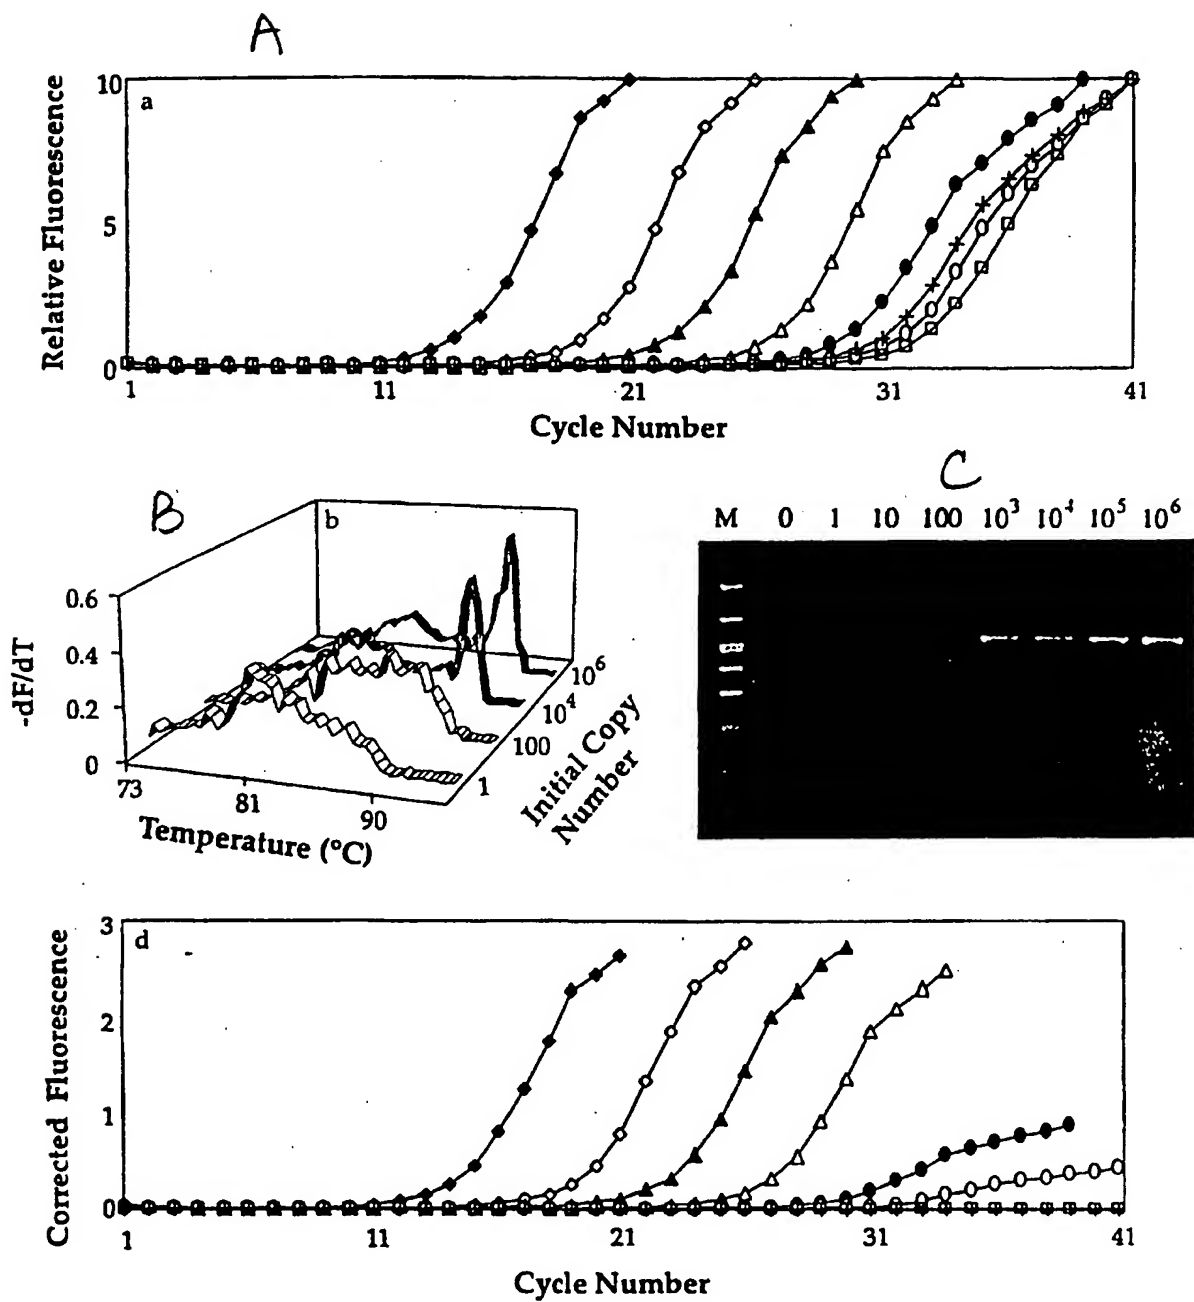 A
a
Relative Fluorescence
10
5
0
1 11 21 31 41
Cycle Number
B
b
-dF/dT
0.6
0.4
0.2
0
73 81 90
Temperature (°C)
1 100 10⁴ 10⁶
Initial Copy
Number
C
M 0 1 10 100 10³ 10⁴ 10⁵ 10⁶
d
Corrected Fluorescence
3
2
1
0
1 11 21 31 41
Cycle Number